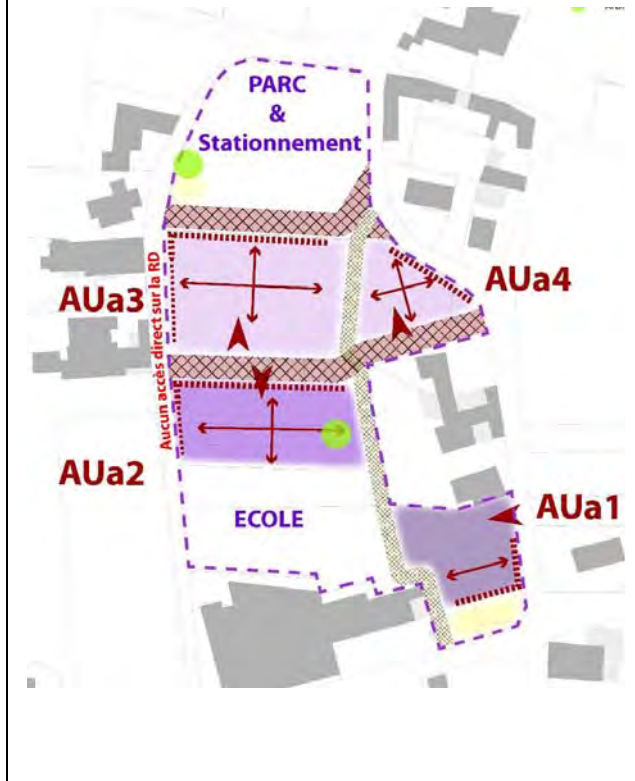 PARC
&
Stationnement
AUa3
AUa4
Aucun accès direct sur la RD
AUa2
ECOLE
AUa1